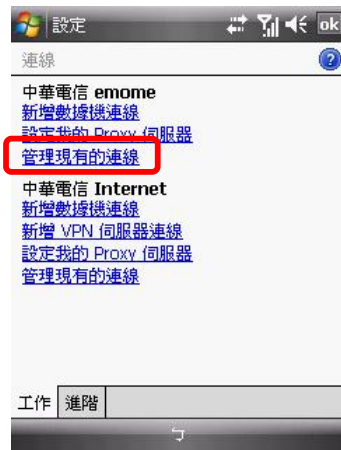 設定
ok
連線
中華電信 emome
新增數據機連線
設定我的 Proxy 伺服器
管理現有的連線
中華電信 Internet
新增數據機連線
新增 VPN 伺服器連線
設定我的 Proxy 伺服器
管理現有的連線
工作 進階